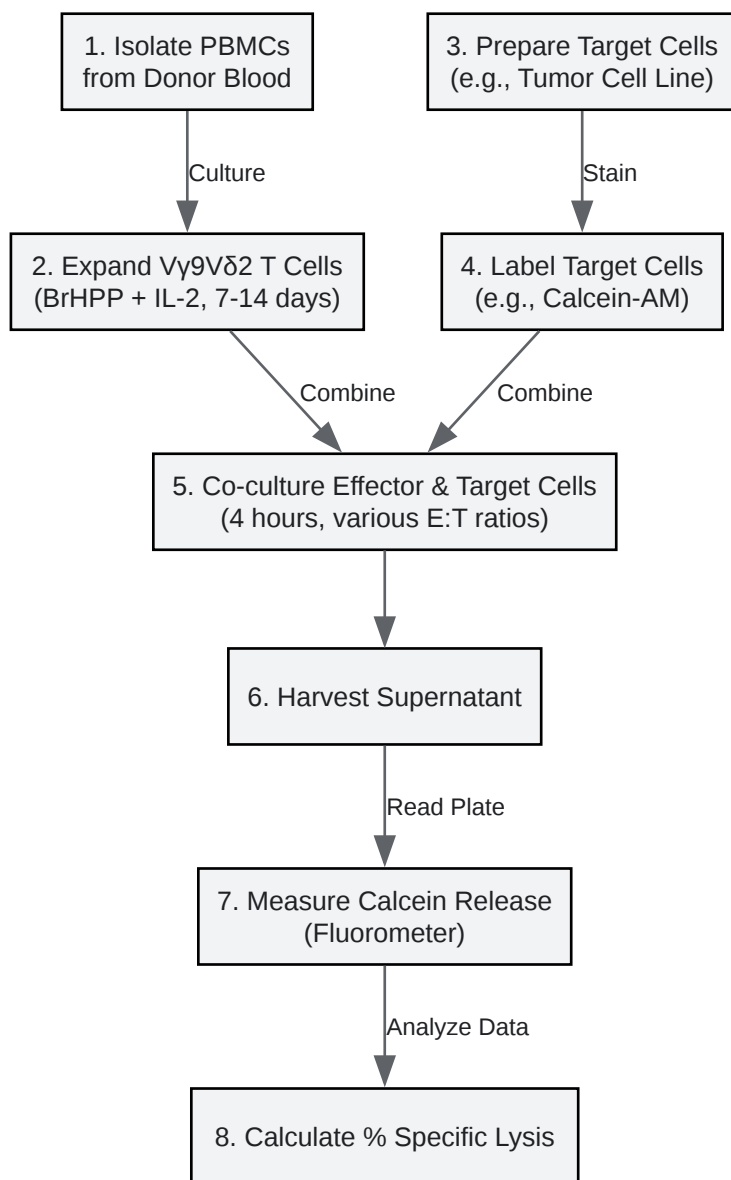 1. Isolate PBMCs
from Donor Blood
3. Prepare Target Cells
(e.g., Tumor Cell Line)
Culture
Stain
2. Expand Vγ9Vδ2 T Cells
(BrHPP + IL-2, 7-14 days)
4. Label Target Cells
(e.g., Calcein-AM)
Combine
Combine
5. Co-culture Effector & Target Cells
(4 hours, various E:T ratios)
6. Harvest Supernatant
Read Plate
7. Measure Calcein Release
(Fluorometer)
Analyze Data
8. Calculate % Specific Lysis